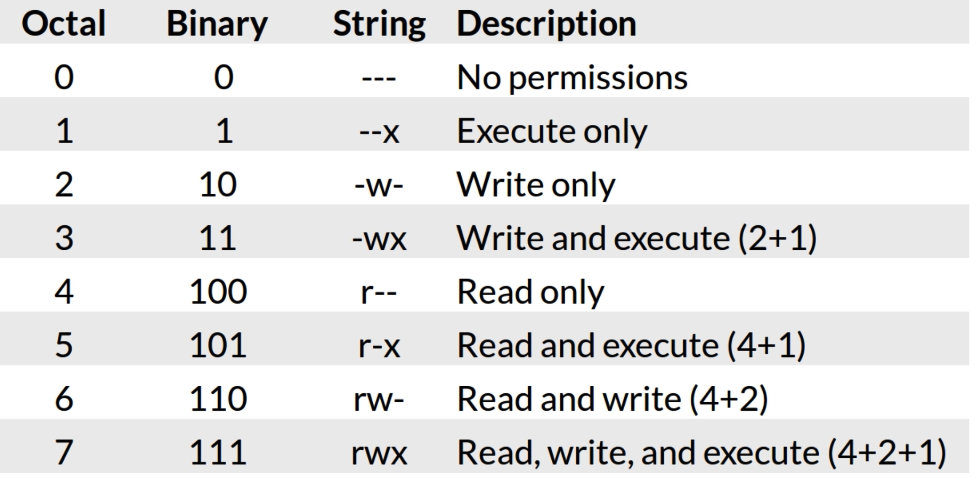 Octal Binary String Description
0 0 --- No permissions
1 1 --x Execute only
2 10 -w- Write only
3 11 -wx Write and execute (2+1)
4 100 r-- Read only
5 101 r-x Read and execute (4+1)
6 110 rw- Read and write (4+2)
7 111 rwx Read, write, and execute (4+2+1)